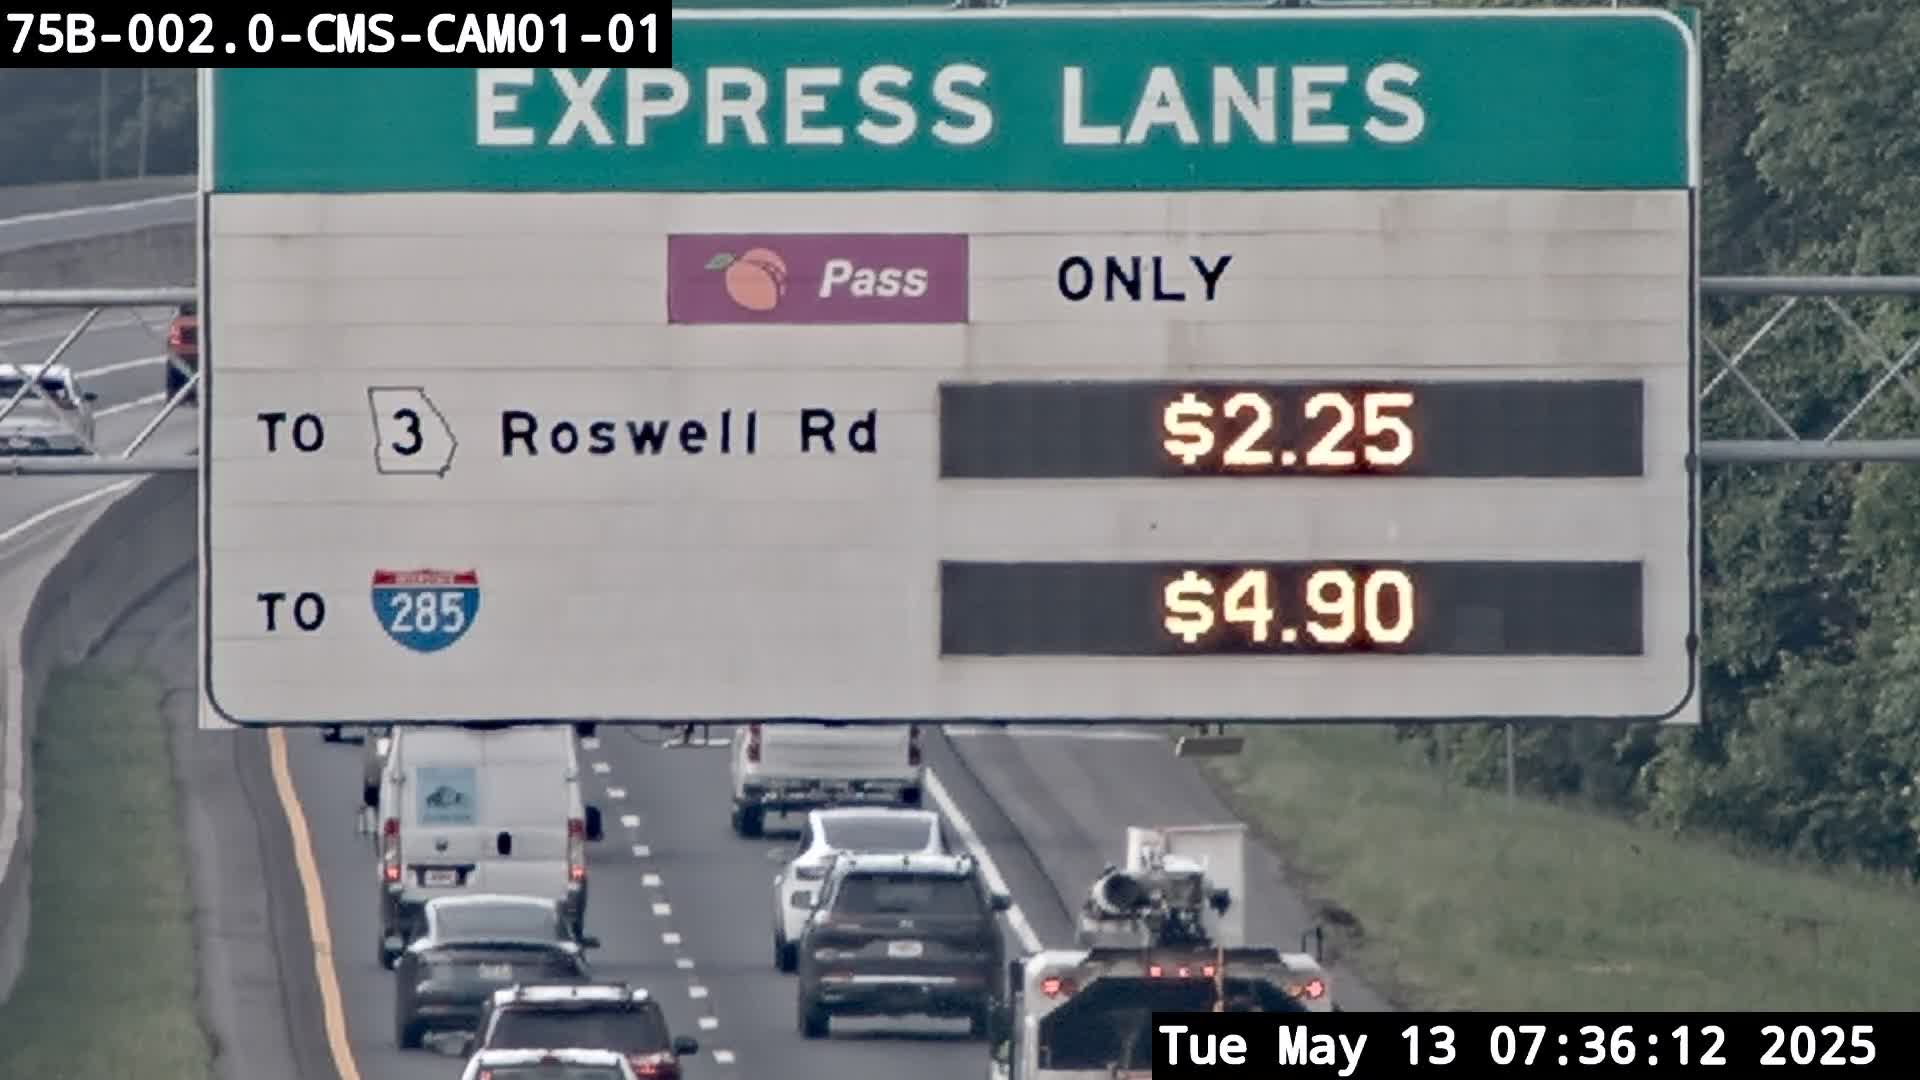 75B-002.0-CMS-CAM01-01
EXPRESS LANES
Pass ONLY
TO 3 Roswell Rd $2.25
TO 285 $4.90
Tue May 13 07:36:12 2025